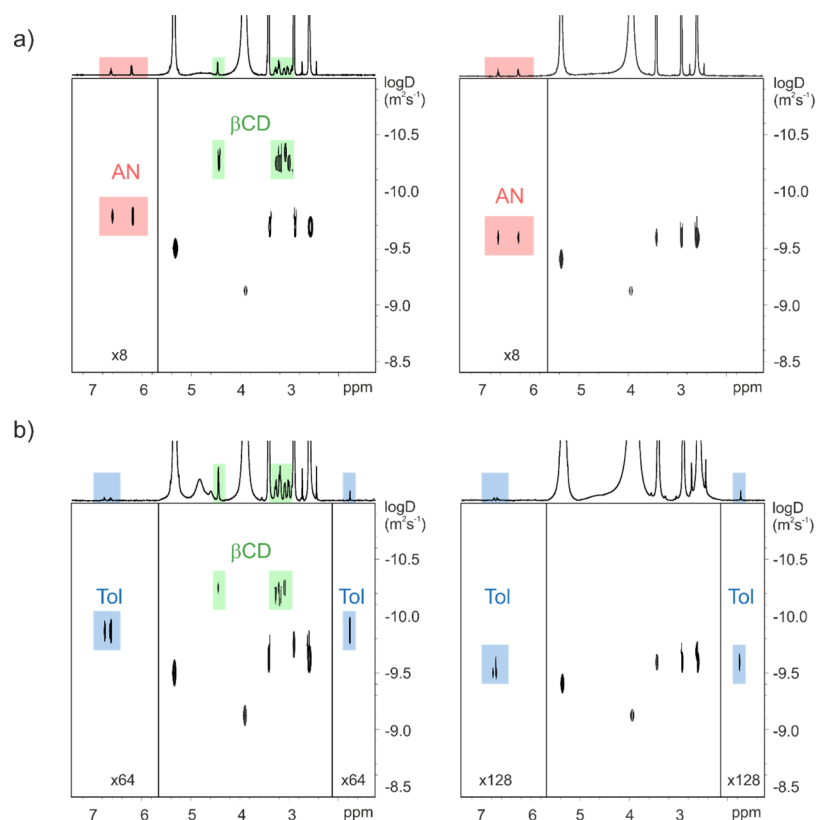 a)
logD
(m²s⁻¹)
logD
(m²s⁻¹)
βCD
-10.5
-10.5
AN
-10.0
AN
-10.0
-9.5
-9.5
-9.0
-9.0
x8
-8.5
x8
-8.5
7 6 4 3 ppm
7 6 4 3 ppm
b)
logD
(m²s⁻¹)
logD
(m²s⁻¹)
βCD
-10.5
-10.5
Tol
Tol
-10.0
Tol
Tol
-10.0
-9.5
-9.5
-9.0
-9.0
x64
x64
-8.5
x128
x128
-8.5
7 6 5 4 3 ppm
7 6 5 4 3 ppm